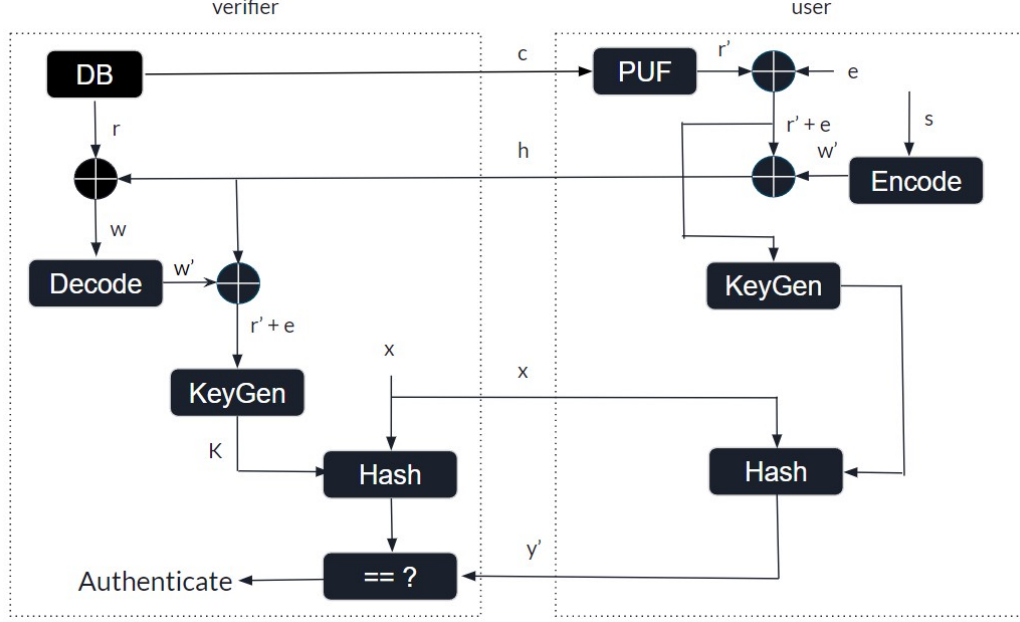 verifier
user
DB
c
PUF
r’
e
r
r’ + e
s
h
w’
Encode
w
Decode
w’
KeyGen
r’ + e
x
x
KeyGen
K
Hash
Hash
y’
== ?
Authenticate